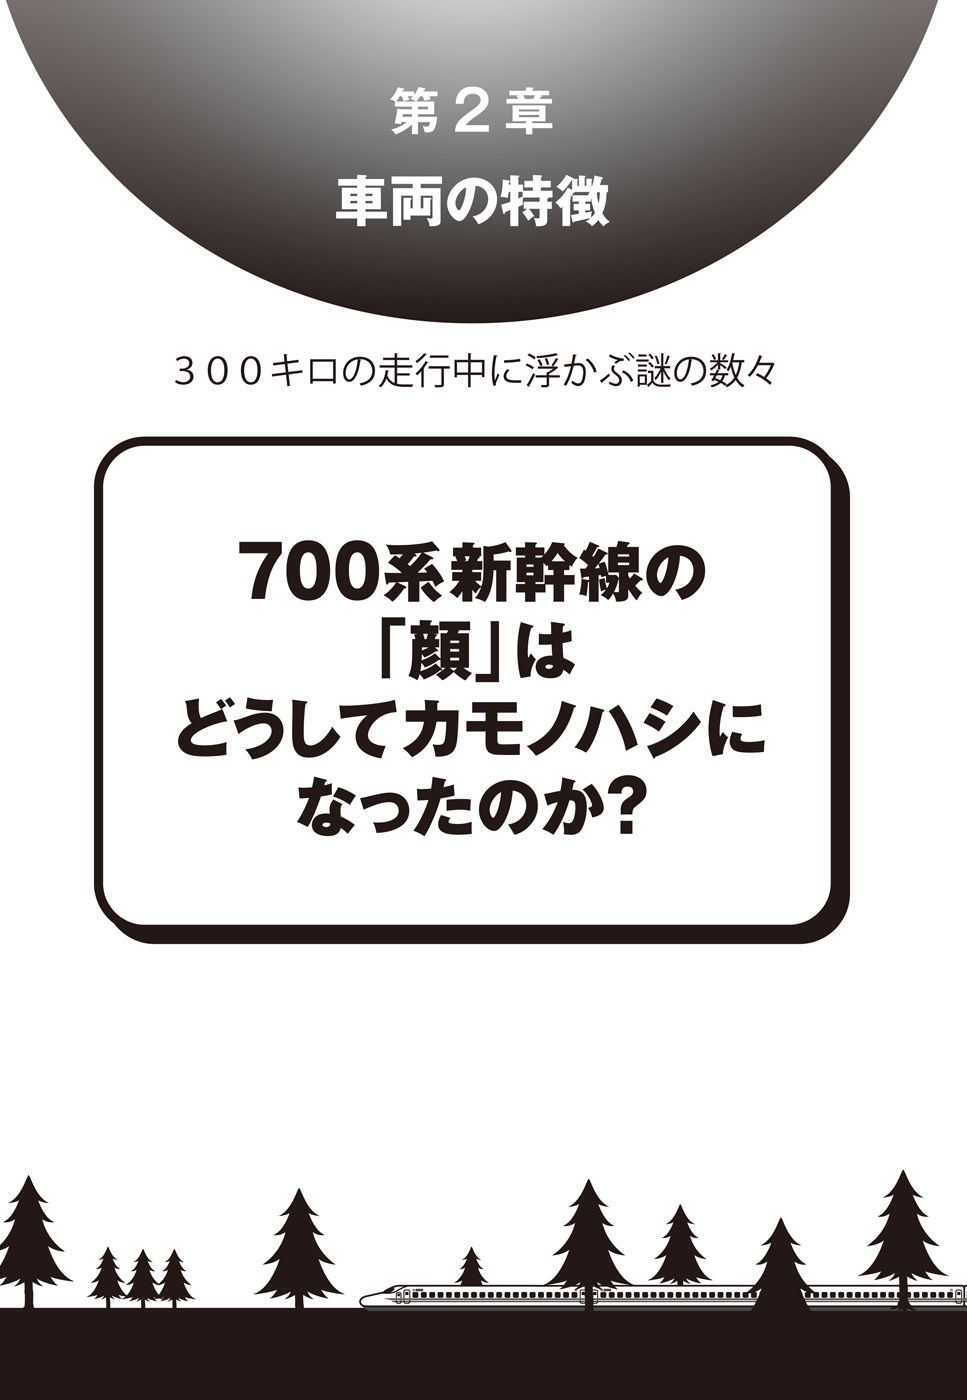 第２章
車両の特徴
３００キロの走行中に浮かぶ謎の数々
700系新幹線の
「顔」は
どうしてカモノハシに
なったのか？